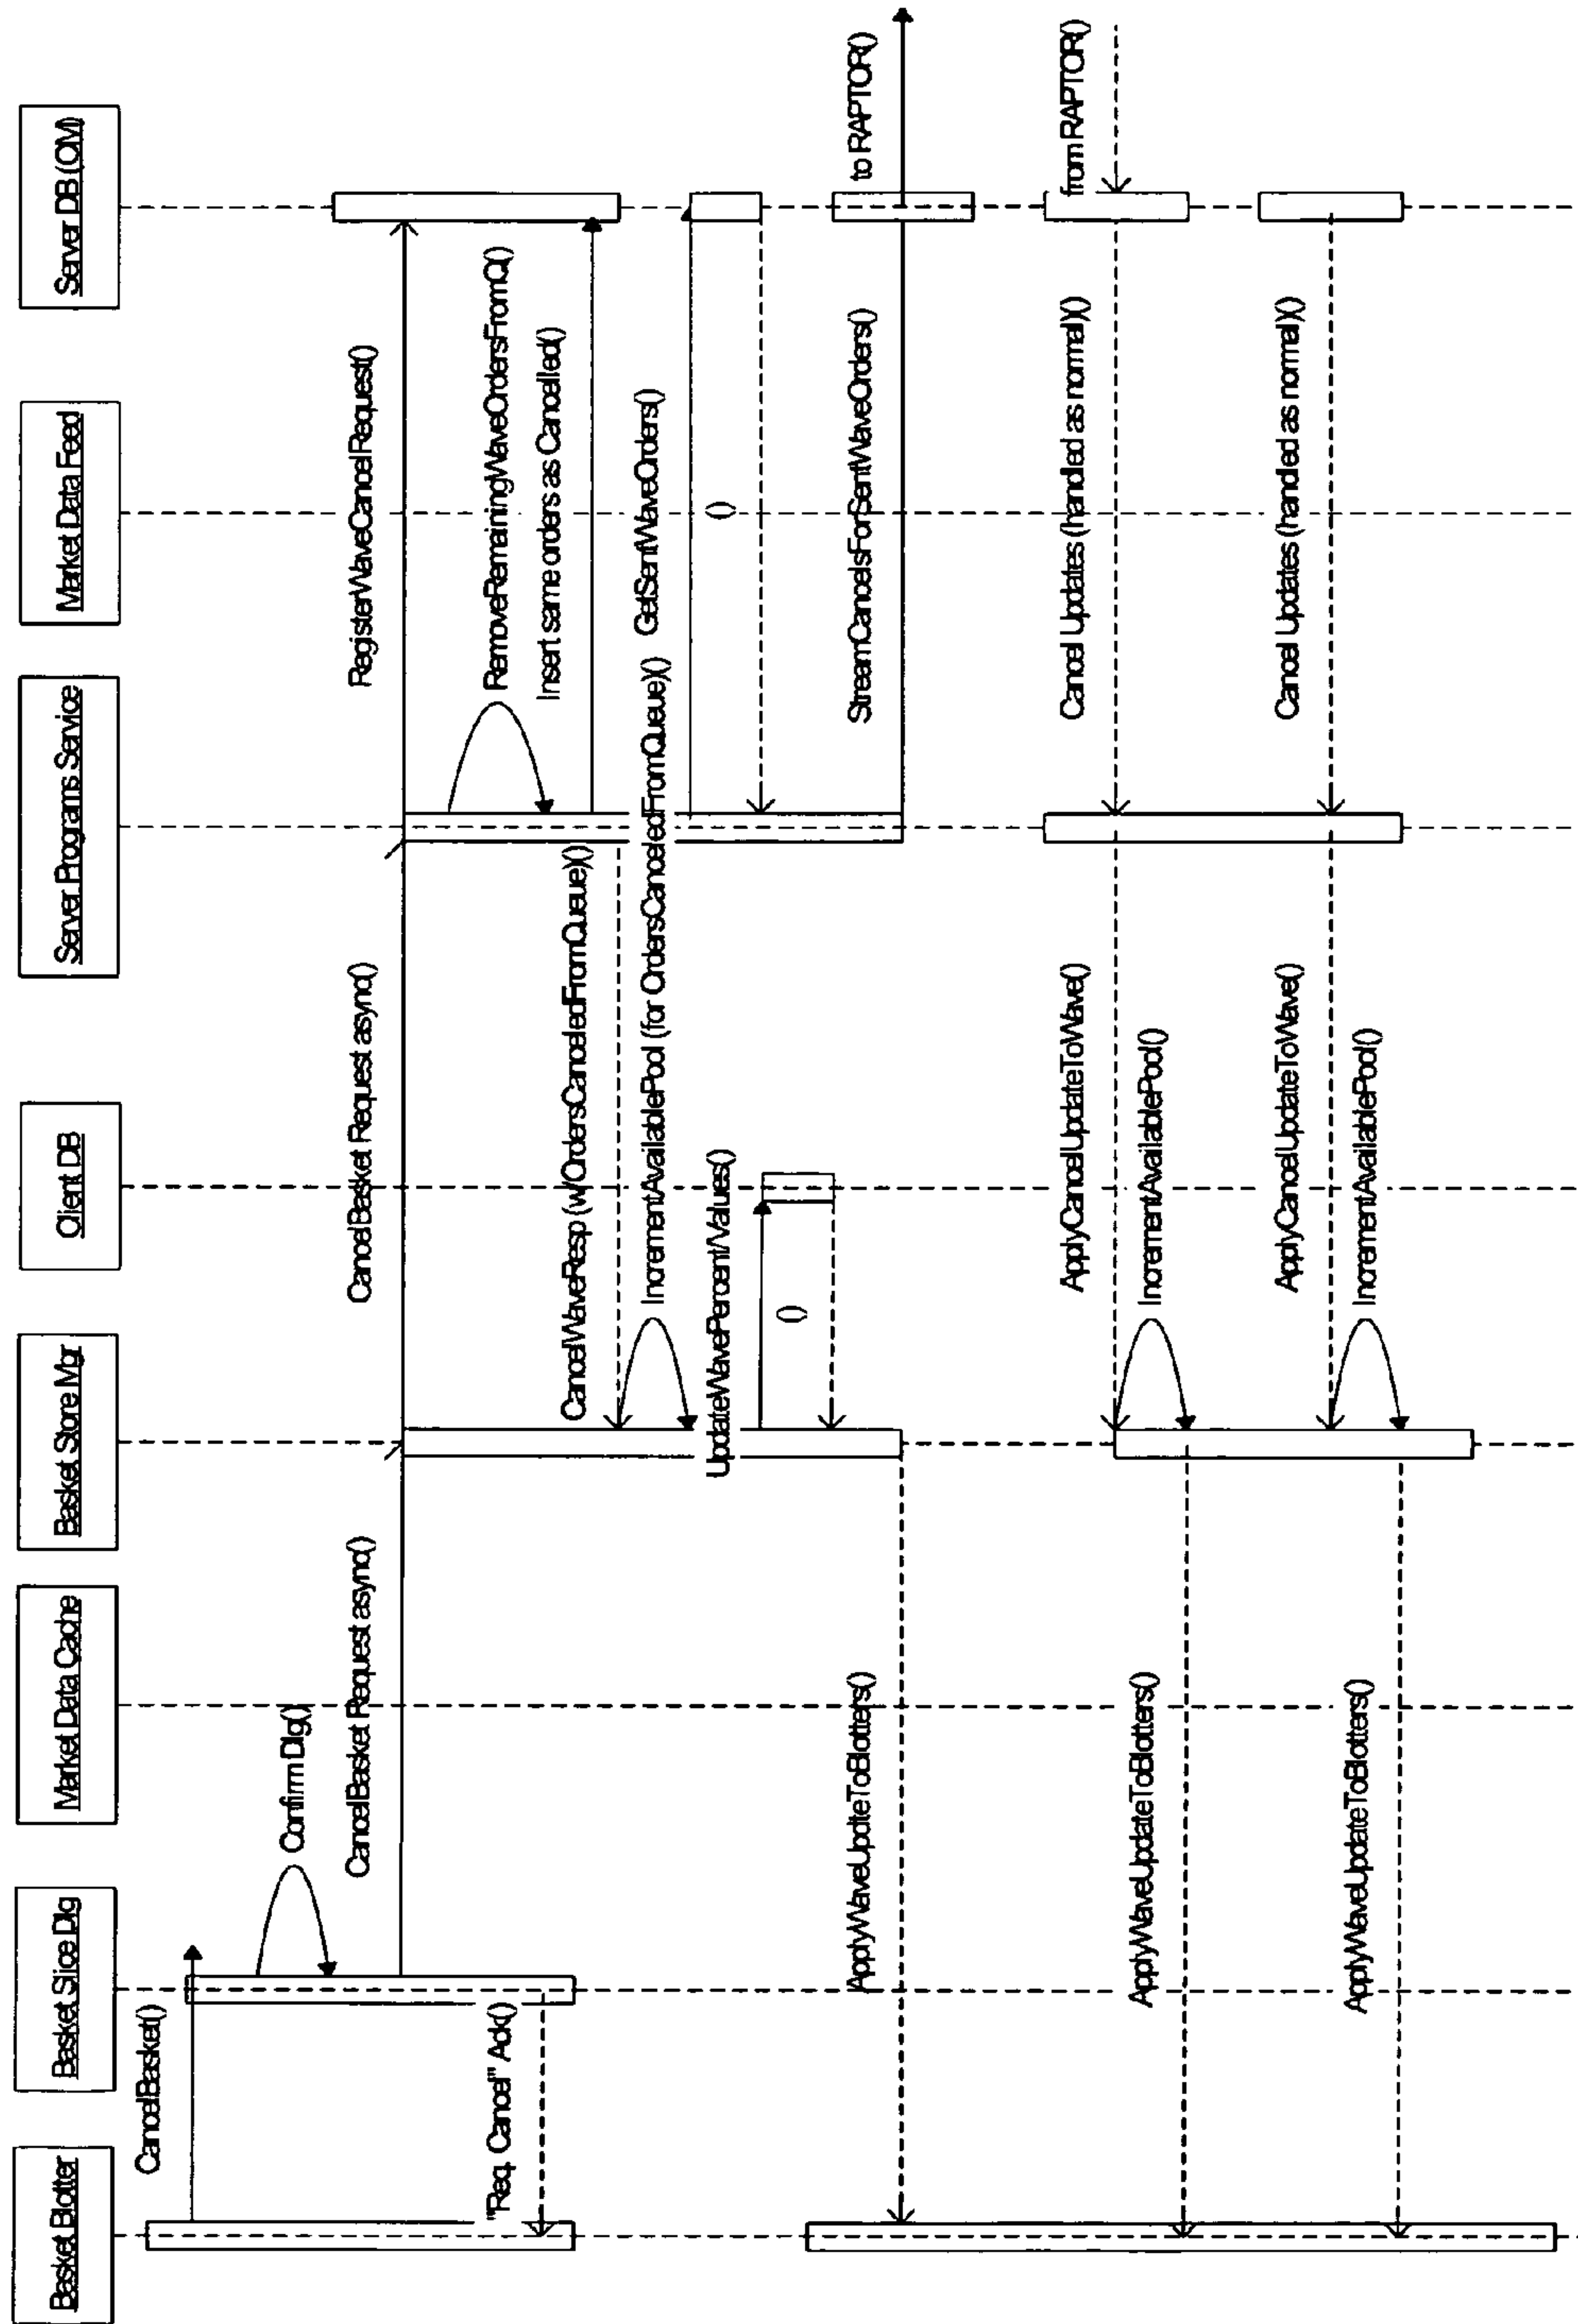 Basket Blotter
Basket Slice Dlg
Market Data Cache
Basket Store Mgr
Client DB
Server Programs Service
Market Data Feed
Server DB (OM)
CancelBasket()
ConfirmDlg()
CancelBasket Request async()
CancelBasket Request async()
RegisterWaveCancelRequest()
RemoveRemainingWaveOrdersFromQ()
"Req. Cancel" Ack()
Insert same orders as Cancelled()
CancelWaveResp (w/OrdersCanceledFromQueue)()
IncrementAvailablePool (for OrdersCanceledFromQueue)()
GetSentWaveOrders()
UpdateWavePercentValues()
()
()
ApplyWaveUpdteToBlotters()
StreamCancelsForSentWaveOrders()
to RAPTOR()
from RAPTOR()
Cancel Updates (handled as normal)()
ApplyCancelUpdateToWave()
IncrementAvailablePool()
ApplyWaveUpdateToBlotters()
Cancel Updates (handled as normal)()
ApplyCancelUpdateToWave()
IncrementAvailablePool()
ApplyWaveUpdateToBlotters()